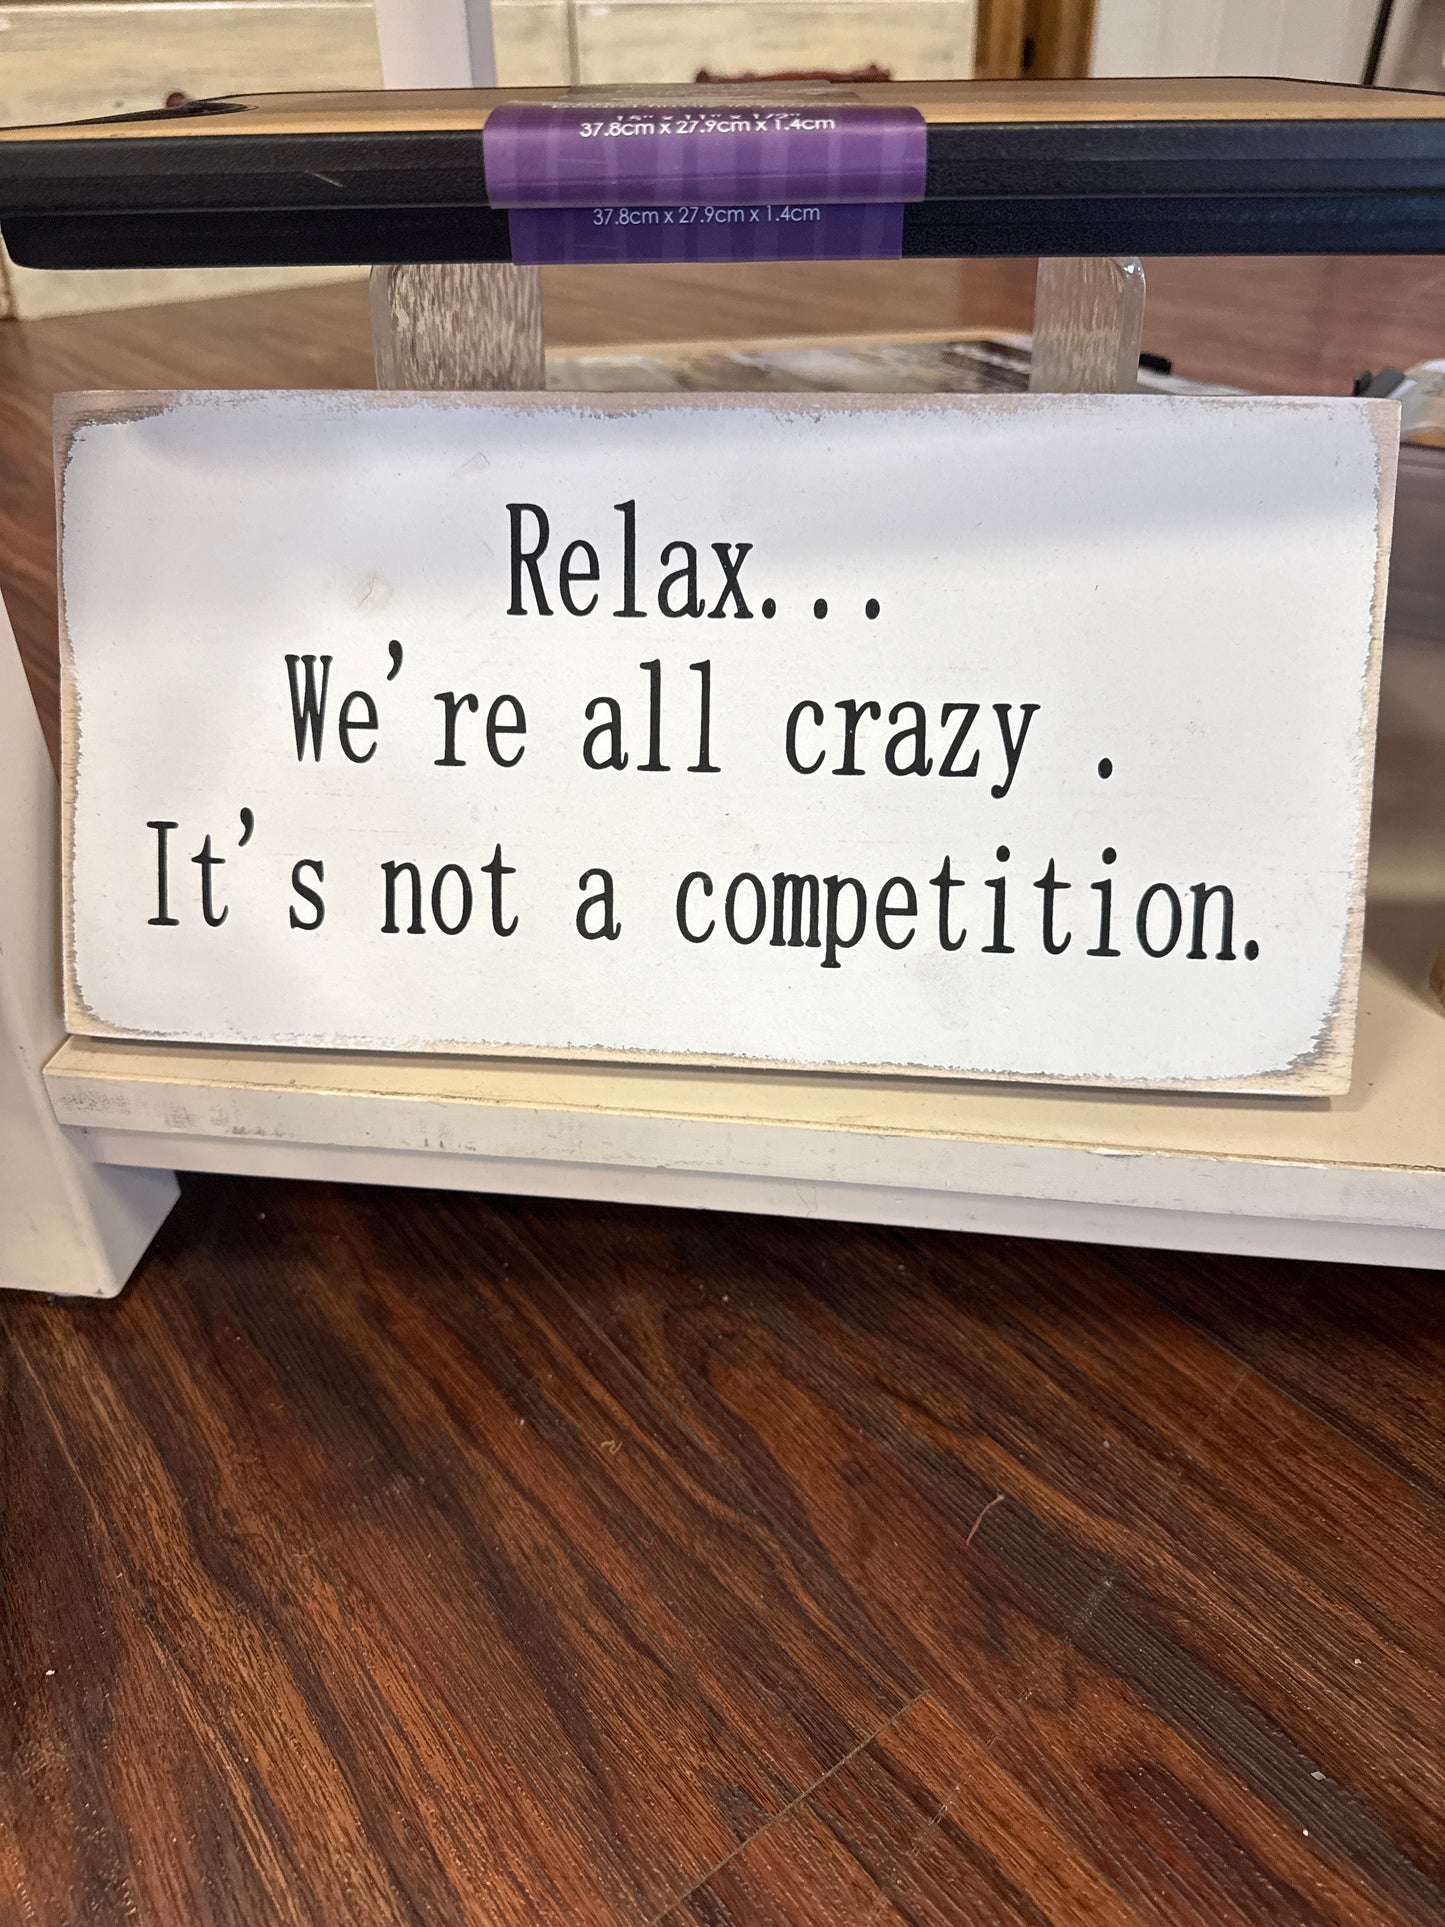 37.8cm x 27.9cm x 1.4cm
37.8cm x 27.9cm x 1.4cm
Relax...
We're all crazy .
It's not a competition.